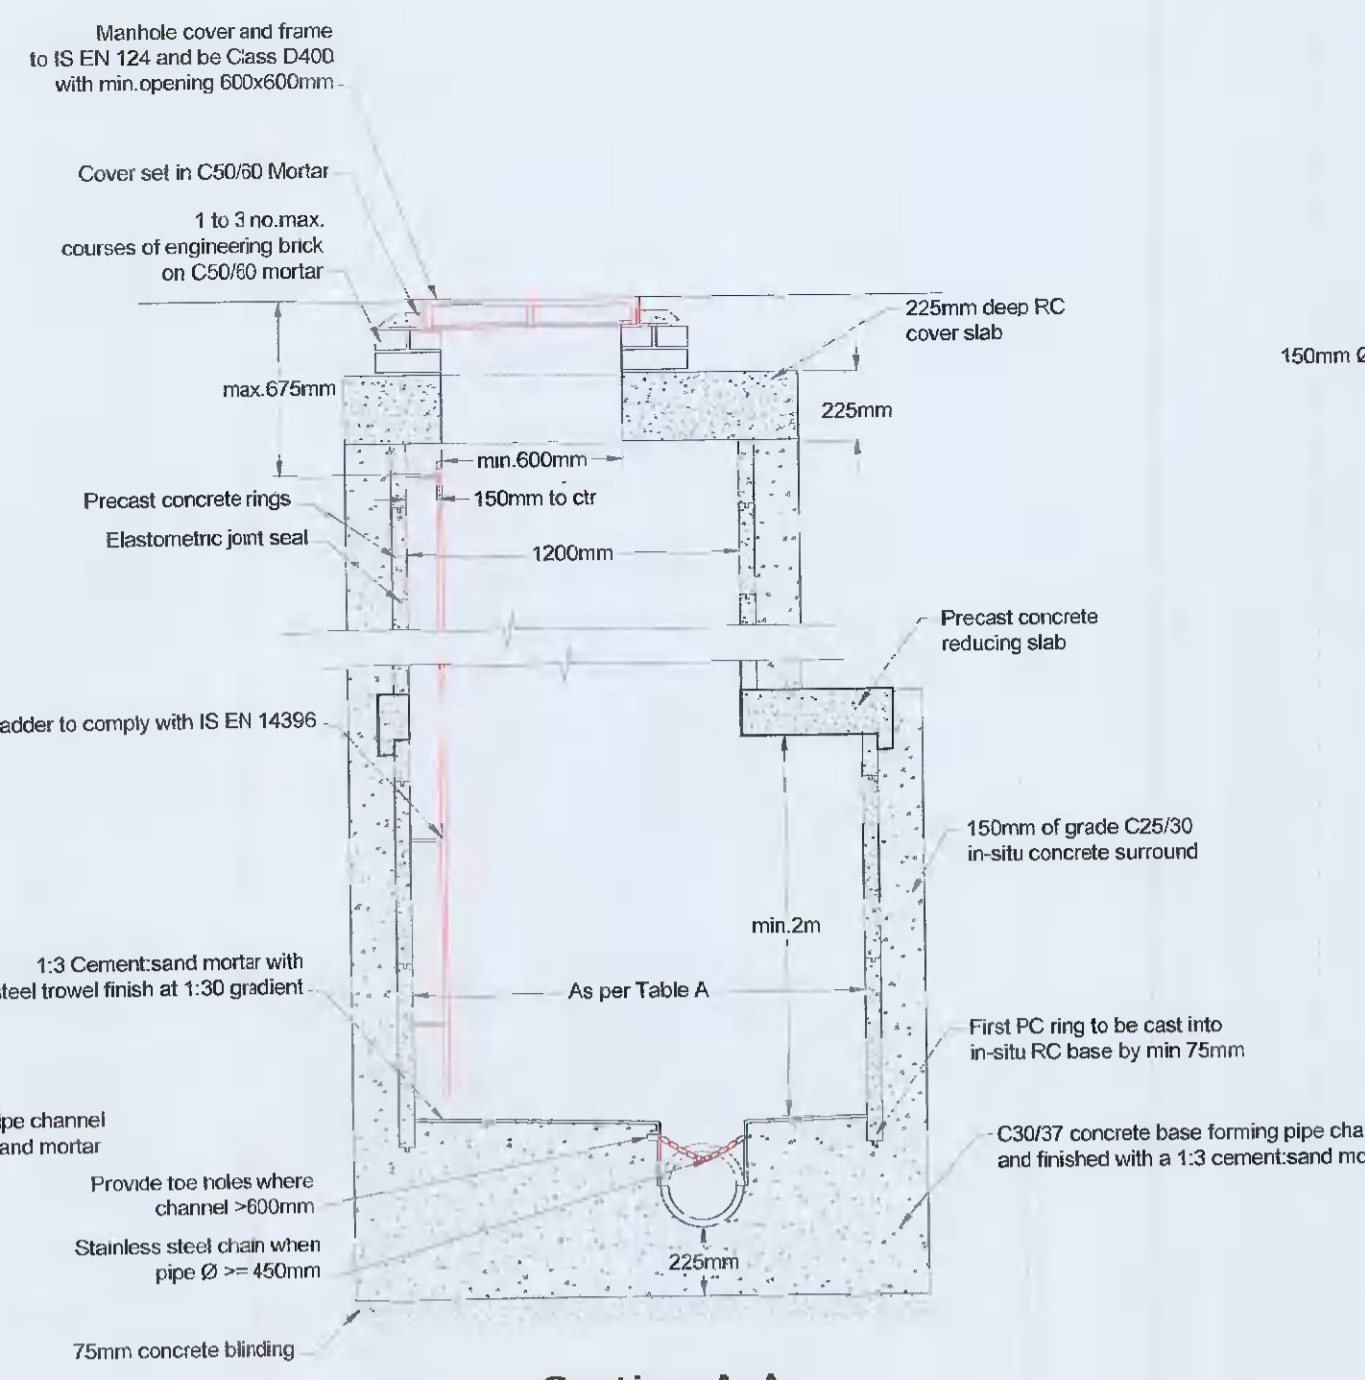 Manhole cover and frame
to IS EN 124 and be Class D400
with min.opening 600x600mm
Cover set in C50/60 Mortar
1 to 3 no.max.
courses of engineering brick
on C50/60 mortar
225mm deep RC
cover slab
150mm Ø
max.675mm
225mm
min.600mm
Precast concrete rings
150mm to ctr
Elastometric joint seal
1200mm
Precast concrete
reducing slab
adder to comply with IS EN 14396
150mm of grade C25/30
in-situ concrete surround
min.2m
1:3 Cement:sand mortar with
steel trowel finish at 1:30 gradient
As per Table A
First PC ring to be cast into
in-situ RC base by min 75mm
ipe channel
and mortar
C30/37 concrete base forming pipe cha
and finished with a 1:3 cement:sand mo
Provide toe holes where
channel >600mm
Stainless steel chain when
pipe Ø >= 450mm
225mm
75mm concrete blinding
Section A-A